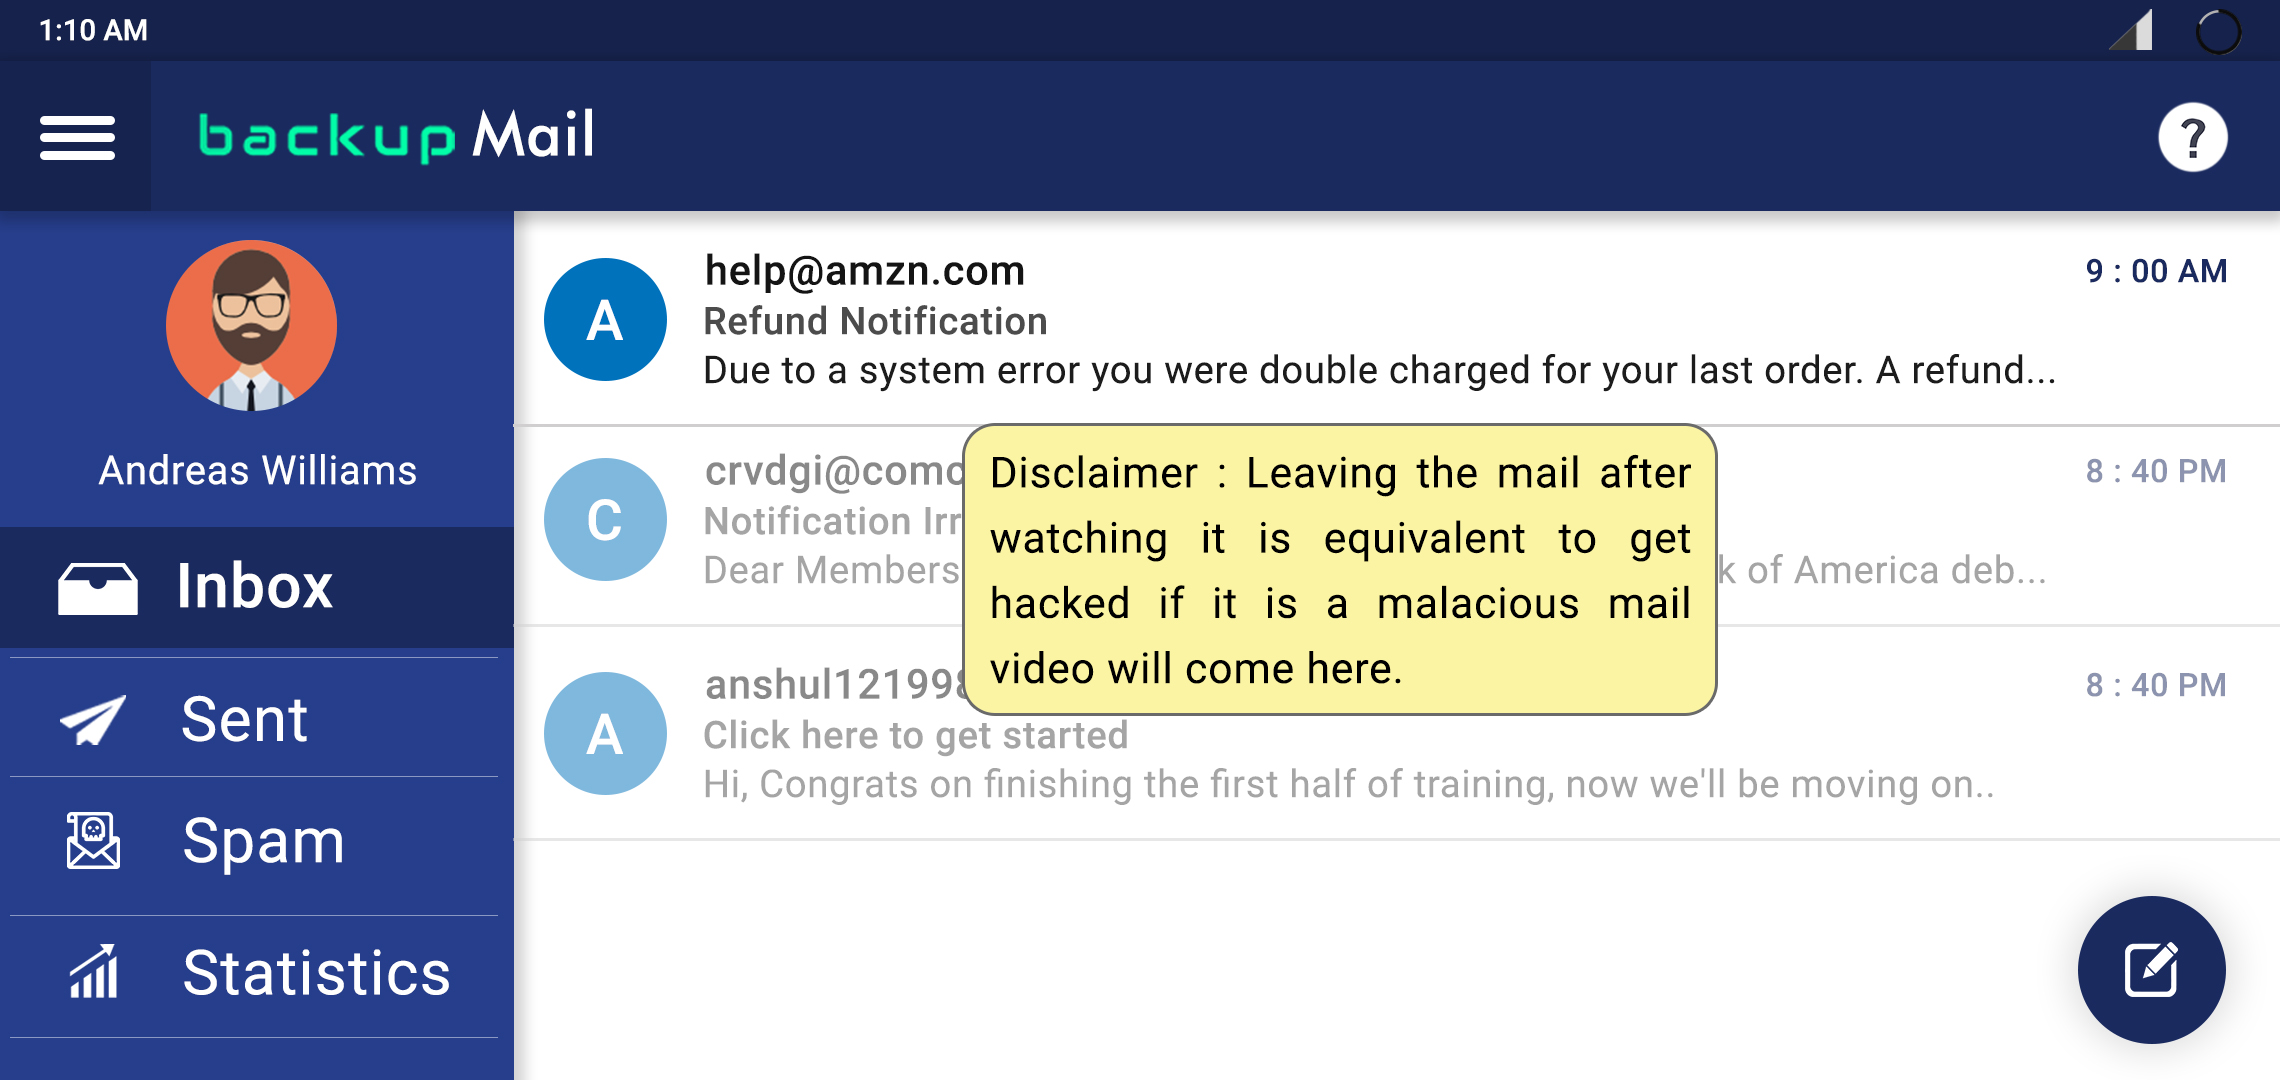 1:10 AM
backup Mail
?
Andreas Williams
Inbox
Sent
Spam
Statistics
A
help@amzn.com
9 : 00 AM
Refund Notification
Due to a system error you were double charged for your last order. A refund...
C
8 : 40 PM
Notification
Dear Members
of America deb...
Disclaimer : Leaving the mail after
watching it is equivalent to get
hacked if it is a malacious mail
video will come here.
A
8 : 40 PM
Click here to get started
Hi, Congrats on finishing the first half of training, now we'll be moving on..